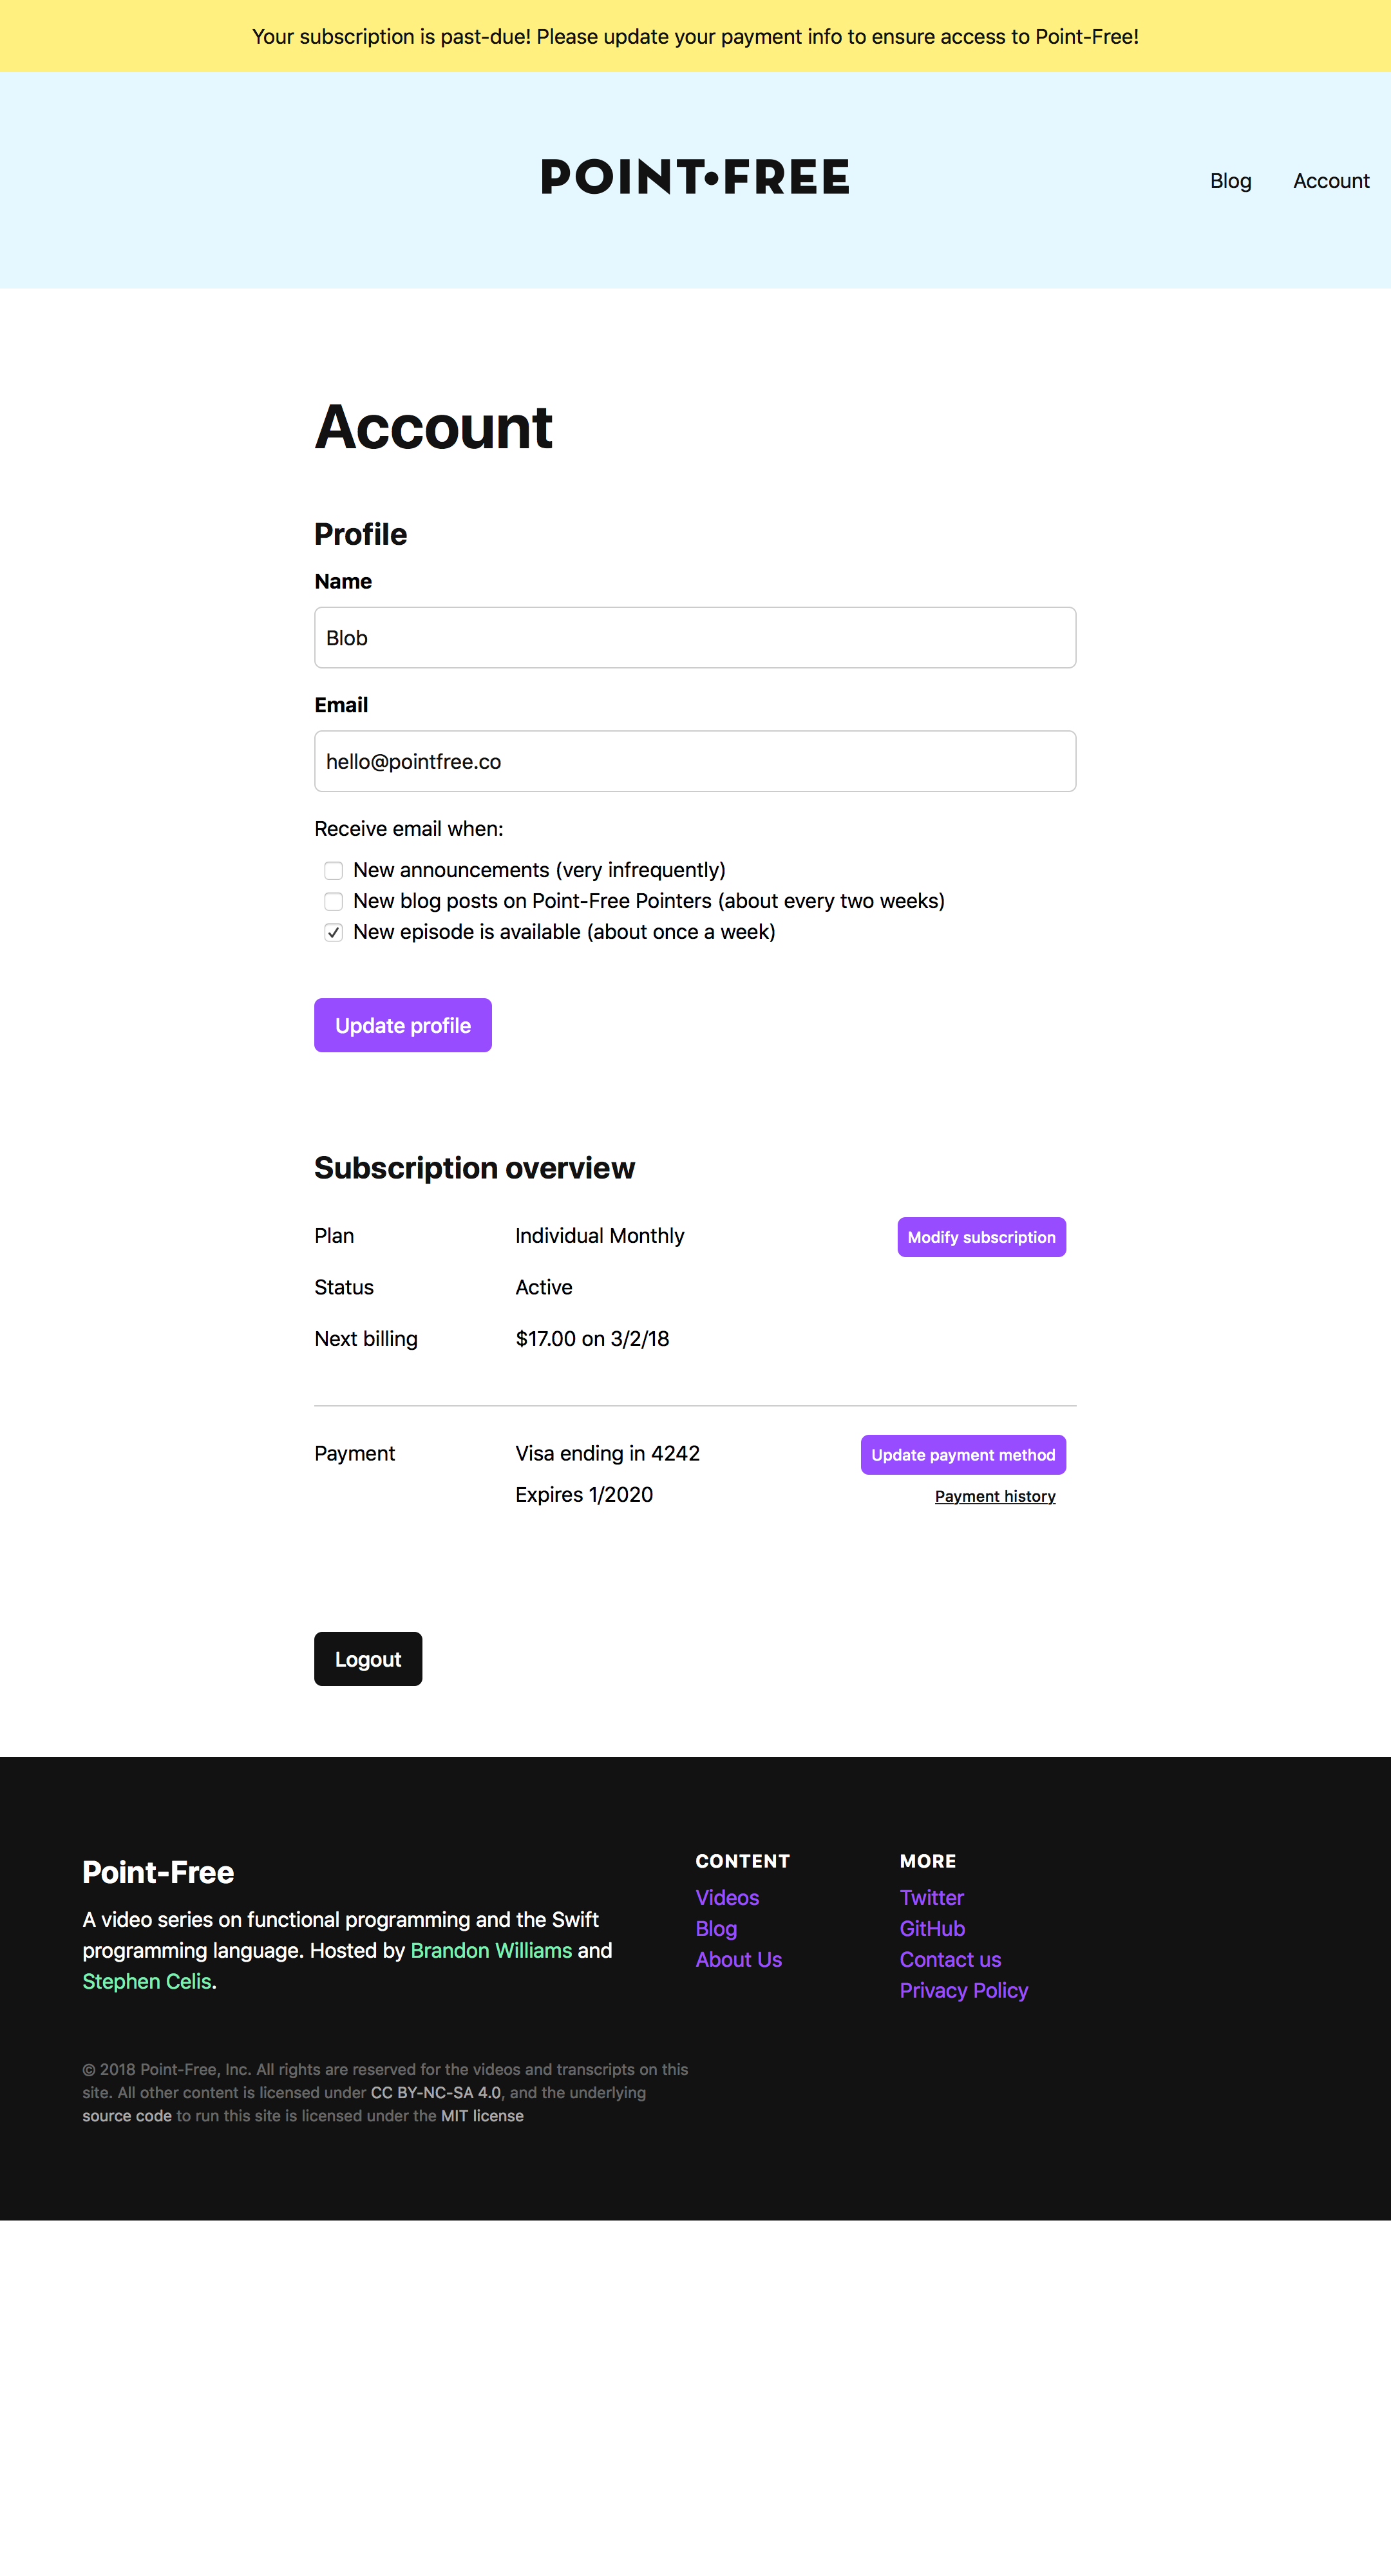 Your subscription is past-due! Please update your payment info to ensure access to Point-Free!
POINT•FREE
Blog Account
Account
Profile
Name
Blob
Email
hello@pointfree.co
Receive email when:
New announcements (very infrequently)
New blog posts on Point-Free Pointers (about every two weeks)
New episode is available (about once a week)
Update profile
Subscription overview
Plan Individual Monthly Modify subscription
Status Active
Next billing $17.00 on 3/2/18
Payment Visa ending in 4242 Update payment method
Expires 1/2020 Payment history
Logout
Point-Free
A video series on functional programming and the Swift
programming language. Hosted by Brandon Williams and
Stephen Celis.
CONTENT
Videos
Blog
About Us
MORE
Twitter
GitHub
Contact us
Privacy Policy
© 2018 Point-Free, Inc. All rights are reserved for the videos and transcripts on this
site. All other content is licensed under CC BY-NC-SA 4.0, and the underlying
source code to run this site is licensed under the MIT license